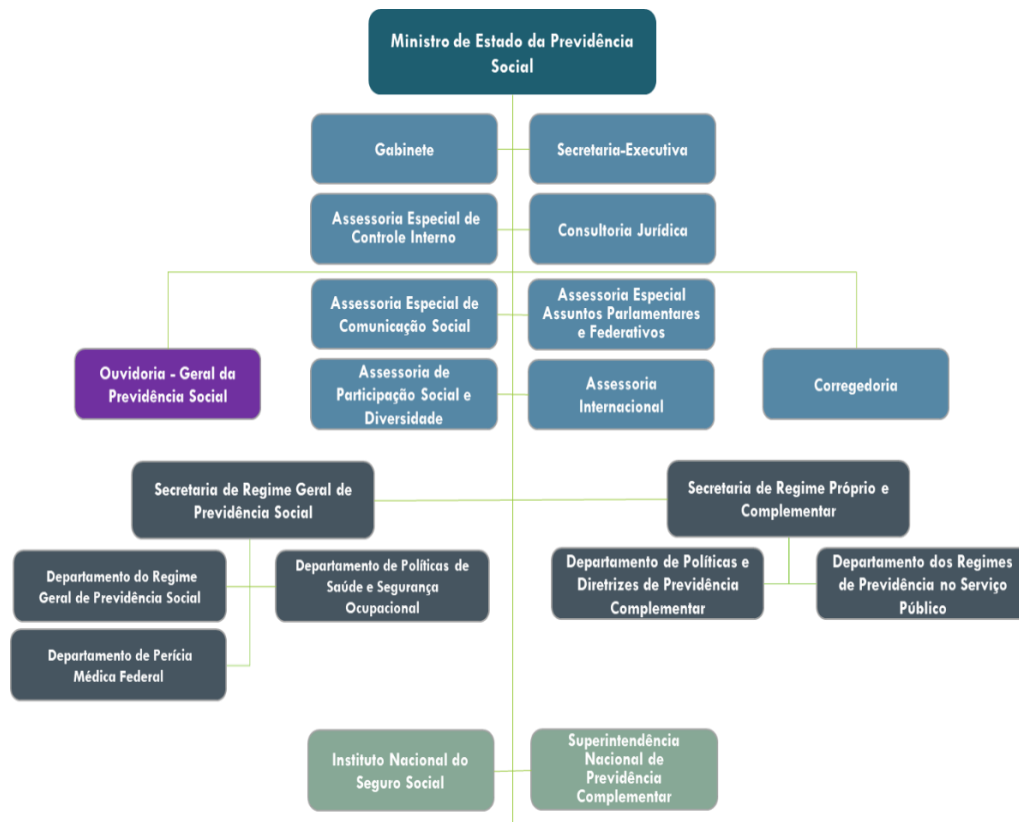 Ministro de Estado da Previdência
Social
Gabinete
Secretaria-Executiva
Assessoria Especial de
Controle Interno
Consultoria Jurídica
Assessoria Especial de
Comunicação Social
Assessoria Especial
Assuntos Parlamentares
e Federativos
Ouvidoria - Geral da
Previdência Social
Assessoria de
Participação Social e
Diversidade
Assessoria
Internacional
Corregedoria
Secretaria de Regime Geral de
Previdência Social
Secretaria de Regime Próprio e
Complementar
Departamento do Regime
Geral de Previdência Social
Departamento de Políticas de
Saúde e Segurança
Ocupacional
Departamento de Políticas e
Diretrizes de Previdência
Complementar
Departamento dos Regimes
de Previdência no Serviço
Público
Departamento de Perícia
Médica Federal
Instituto Nacional do
Seguro Social
Superintendência
Nacional de
Previdência
Complementar